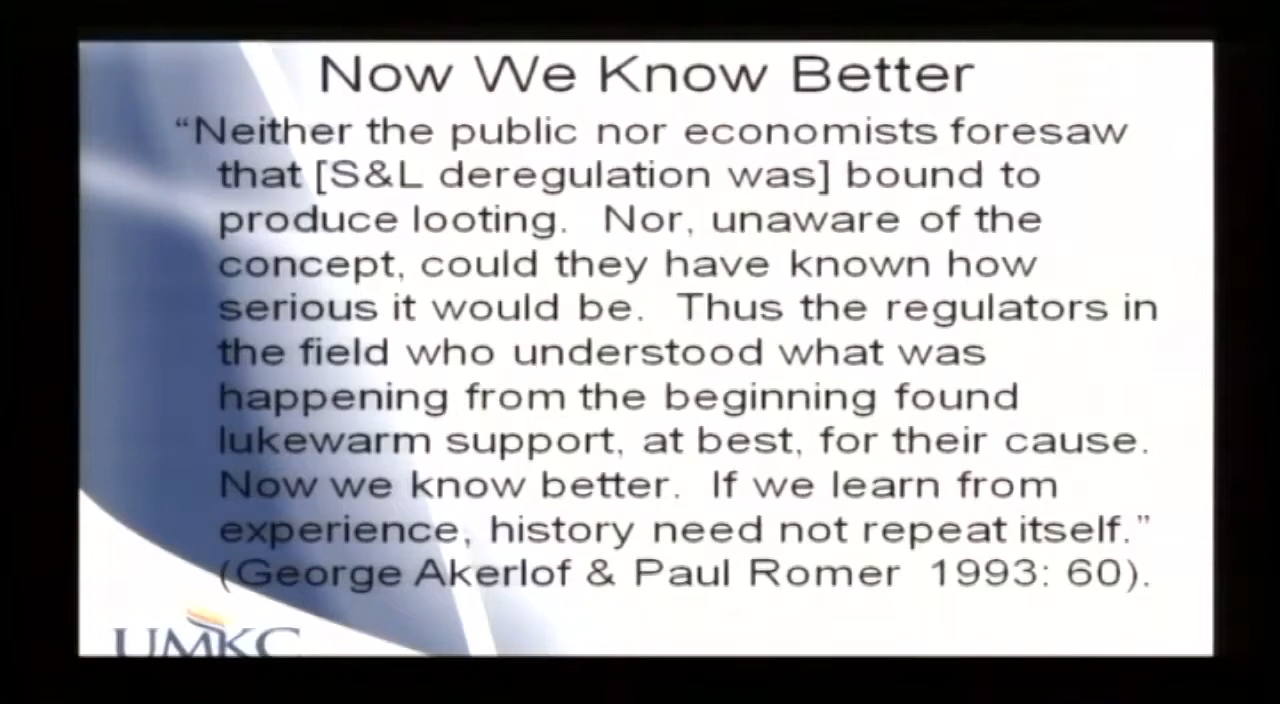 Now We Know Better
“Neither the public nor economists foresaw
that [S&L deregulation was] bound to
produce looting. Nor, unaware of the
concept, could they have known how
serious it would be. Thus the regulators in
the field who understood what was
happening from the beginning found
lukewarm support, at best, for their cause.
Now we know better. If we learn from
experience, history need not repeat itself.”
(George Akerlof & Paul Romer 1993: 60).
UMKC